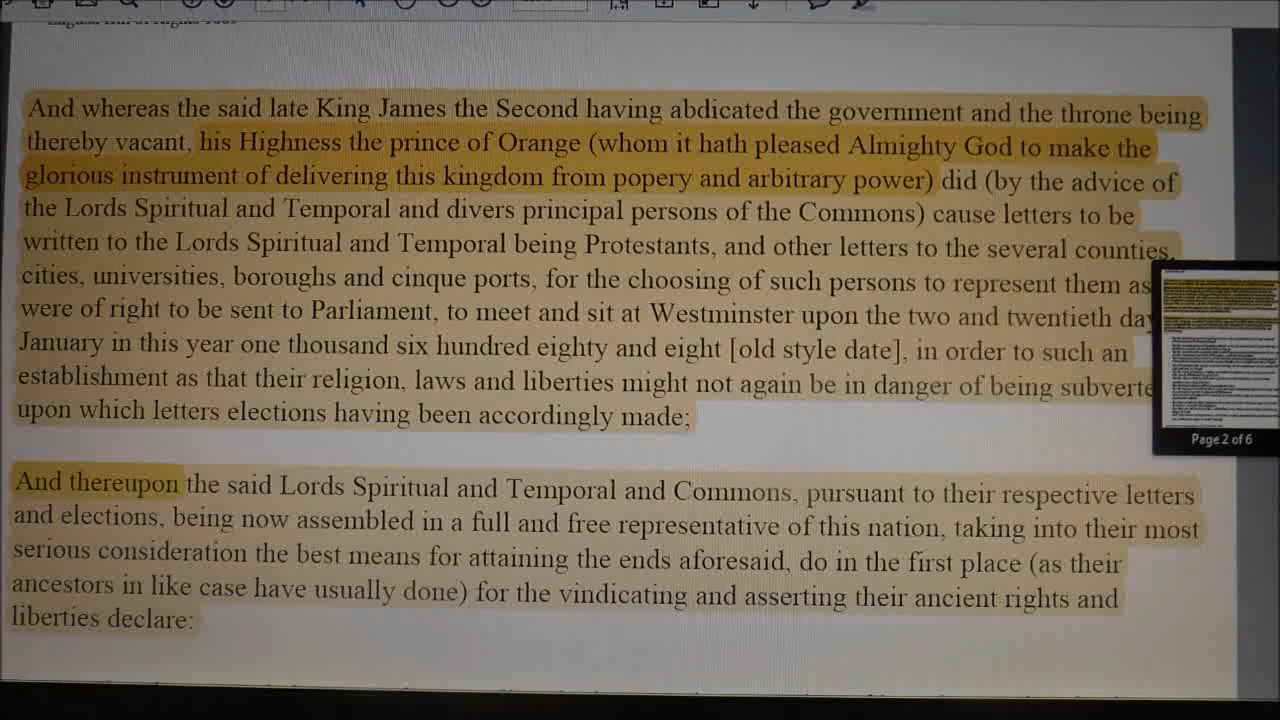 English Bill of Rights 1689
And whereas the said late King James the Second having abdicated the government and the throne being
thereby vacant, his Highness the prince of Orange (whom it hath pleased Almighty God to make the
glorious instrument of delivering this kingdom from popery and arbitrary power) did (by the advice of
the Lords Spiritual and Temporal and divers principal persons of the Commons) cause letters to be
written to the Lords Spiritual and Temporal being Protestants, and other letters to the several counties,
cities, universities, boroughs and cinque ports, for the choosing of such persons to represent them as
were of right to be sent to Parliament, to meet and sit at Westminster upon the two and twentieth day
January in this year one thousand six hundred eighty and eight [old style date], in order to such an
establishment as that their religion, laws and liberties might not again be in danger of being subverte
upon which letters elections having been accordingly made;
Page 2 of 6
And thereupon the said Lords Spiritual and Temporal and Commons, pursuant to their respective letters
and elections, being now assembled in a full and free representative of this nation, taking into their most
serious consideration the best means for attaining the ends aforesaid, do in the first place (as their
ancestors in like case have usually done) for the vindicating and asserting their ancient rights and
liberties declare: